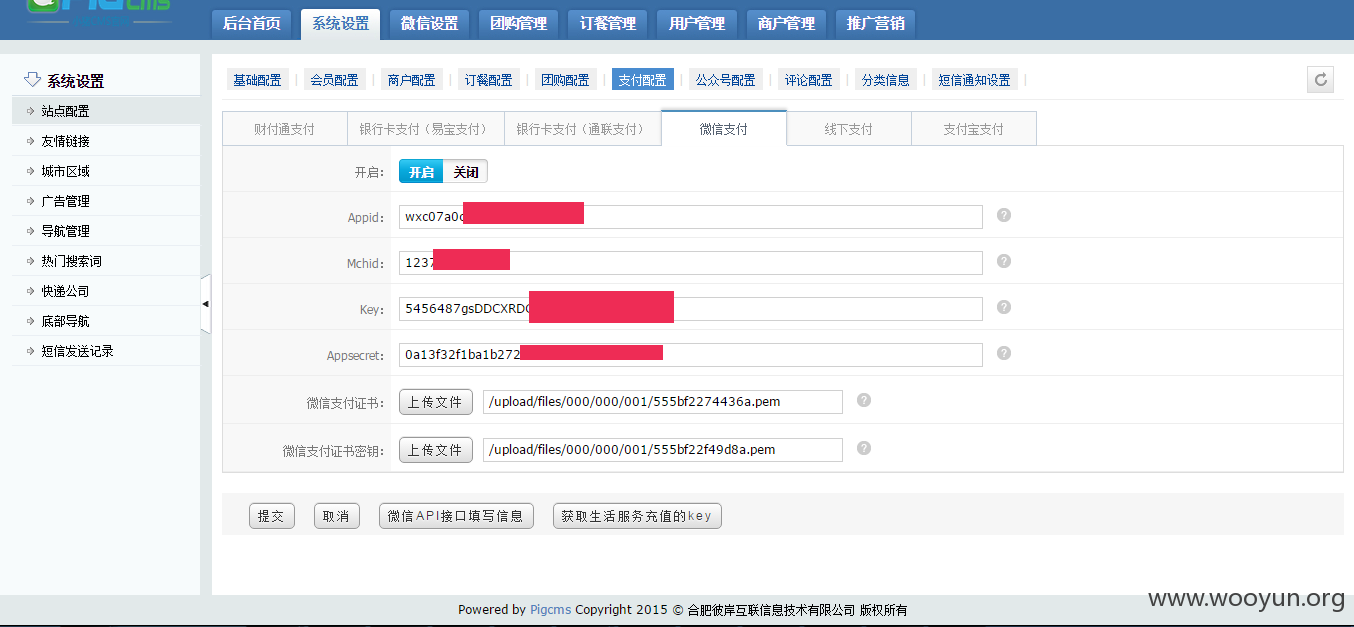 cms
后台首页 系统设置 微信设置 团购管理 订餐管理 用户管理 商户管理 推广营销
系统设置
站点配置
友情链接
城市区域
广告管理
导航管理
热门搜索词
快递公司
底部导航
短信发送记录
基础配置 会员配置 商户配置 订餐配置 团购配置 支付配置 公众号配置 评论配置 分类信息 短信通知设置
财付通支付 银行卡支付（易宝支付） 银行卡支付（通联支付） 微信支付 线下支付 支付宝支付
开启: 开启 关闭
Appid: wxc07a0
Mchid: 1237
Key: 5456487gsDDCXRD
Appsecret: 0a13f32f1ba1b272
微信支付证书: 上传文件 /upload/files/000/000/001/555bf2274436a.pem
微信支付证书密钥: 上传文件 /upload/files/000/000/001/555bf22f49d8a.pem
提交 取消 微信API接口填写信息 获取生活服务充值的key
Powered by Pigcms Copyright 2015 © 合肥彼岸互联信息技术有限公司 版权所有
www.wooyun.org